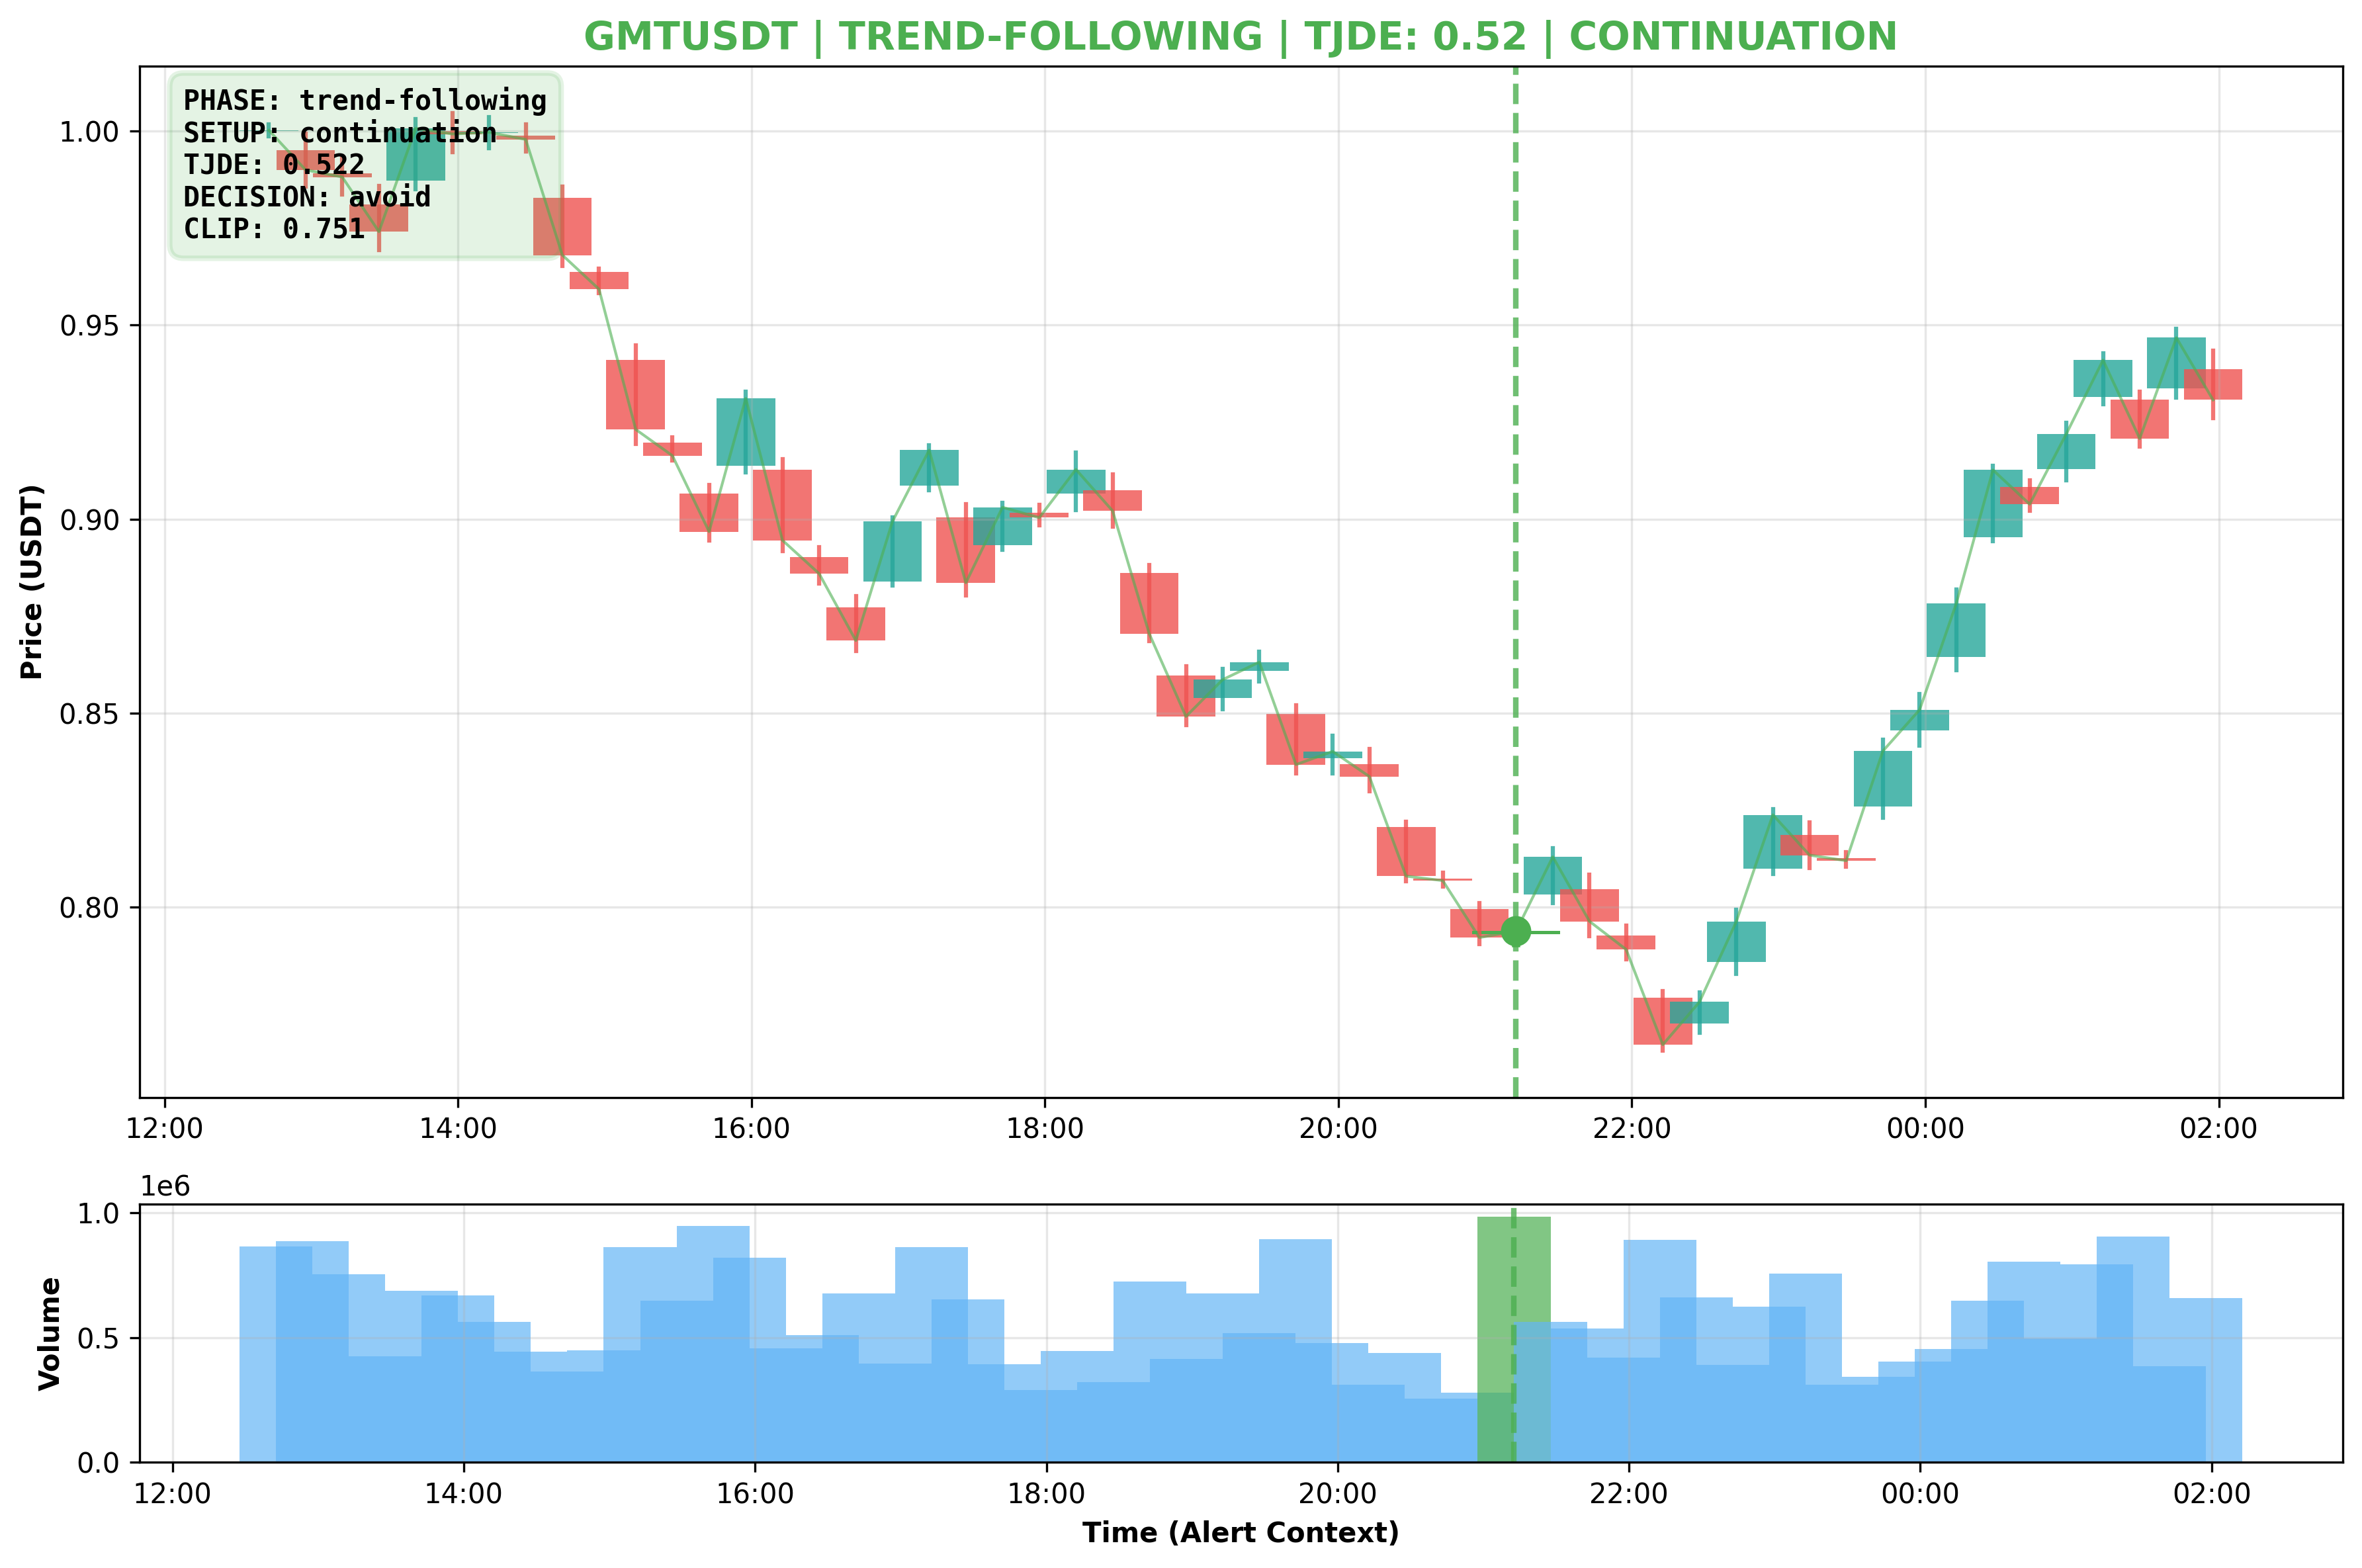 GMTUSDT | TREND-FOLLOWING | TJDE: 0.52 | CONTINUATION
PHASE: trend-following
SETUP: continuation
TJDE: 0.522
DECISION: avoid
CLIP: 0.751
Price (USDT)
1.00
0.95
0.90
0.85
0.80
12:00 14:00 16:00 18:00 20:00 22:00 00:00 02:00
1e6
Volume
1.0
0.5
0.0
12:00 14:00 16:00 18:00 20:00 22:00 00:00 02:00
Time (Alert Context)